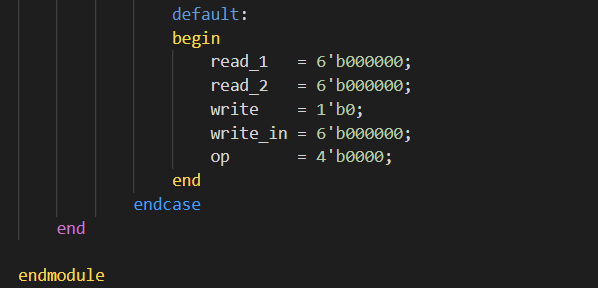 default:
begin
read_1   = 6'b000000;
read_2   = 6'b000000;
write    = 1'b0;
write_in = 6'b000000;
op       = 4'b0000;
end
endcase
end
endmodule